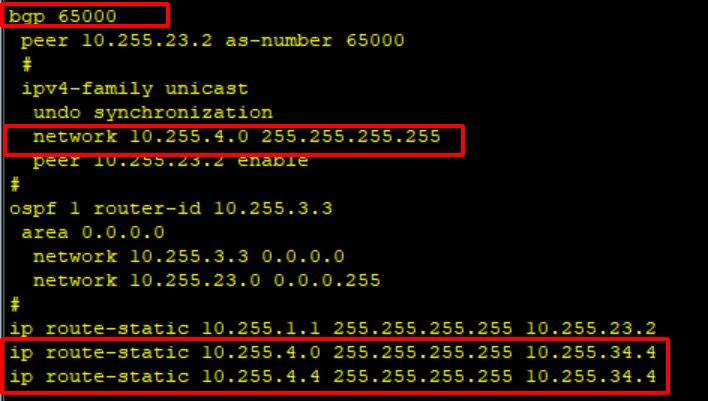 bgp 65000
peer 10.255.23.2 as-number 65000
#
ipv4-family unicast
undo synchronization
network 10.255.4.0 255.255.255.255
peer 10.255.23.2 enable
#
ospf 1 router-id 10.255.3.3
area 0.0.0.0
network 10.255.3.3 0.0.0.0
network 10.255.23.0 0.0.0.255
#
ip route-static 10.255.1.1 255.255.255.255 10.255.23.2
ip route-static 10.255.4.0 255.255.255.255 10.255.34.4
ip route-static 10.255.4.4 255.255.255.255 10.255.34.4